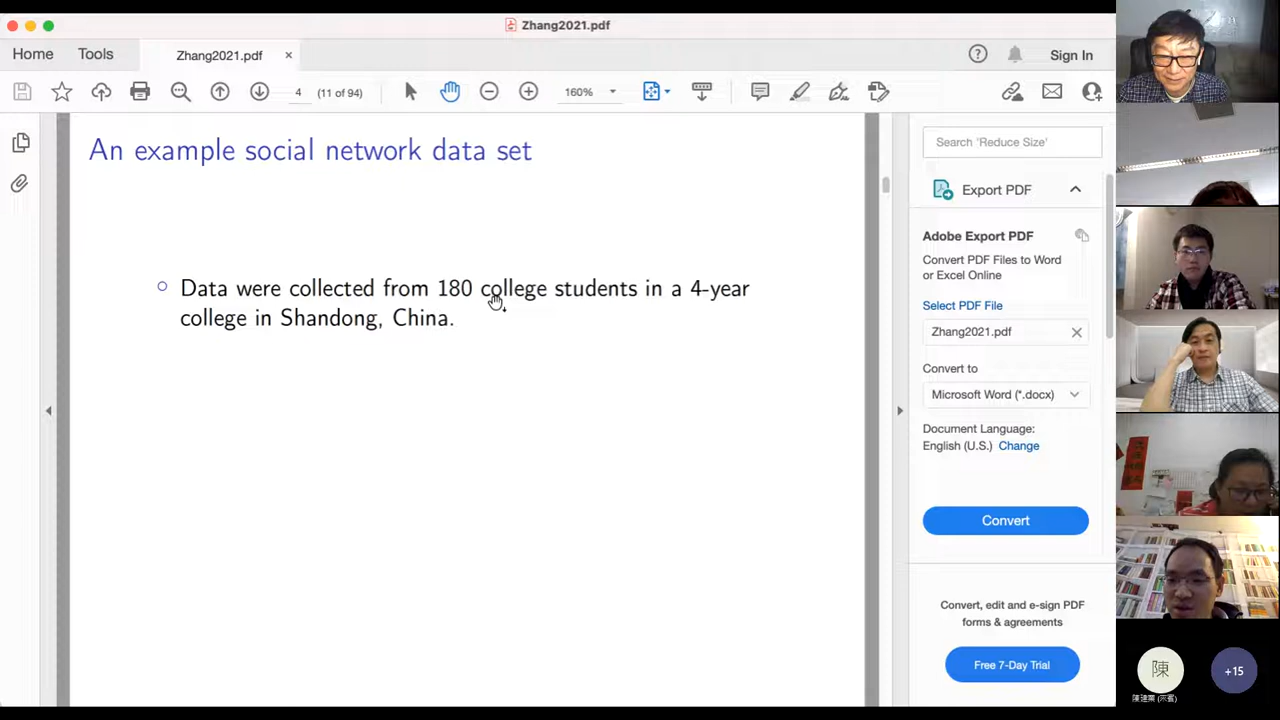 Zhang2021.pdf
Home
Tools
Zhang2021.pdf
Sign In
4
(11 of 94)
160%
An example social network data set
Data were collected from 180 college students in a 4-year
college in Shandong, China.
Search 'Reduce Size'
Export PDF
Adobe Export PDF
Convert PDF Files to Word
or Excel Online
Select PDF File
Zhang2021.pdf
Convert to
Microsoft Word (*.docx)
Document Language:
English (U.S.) Change
Convert
Convert, edit and e-sign PDF
forms & agreements
Free 7-Day Trial
陳
+15